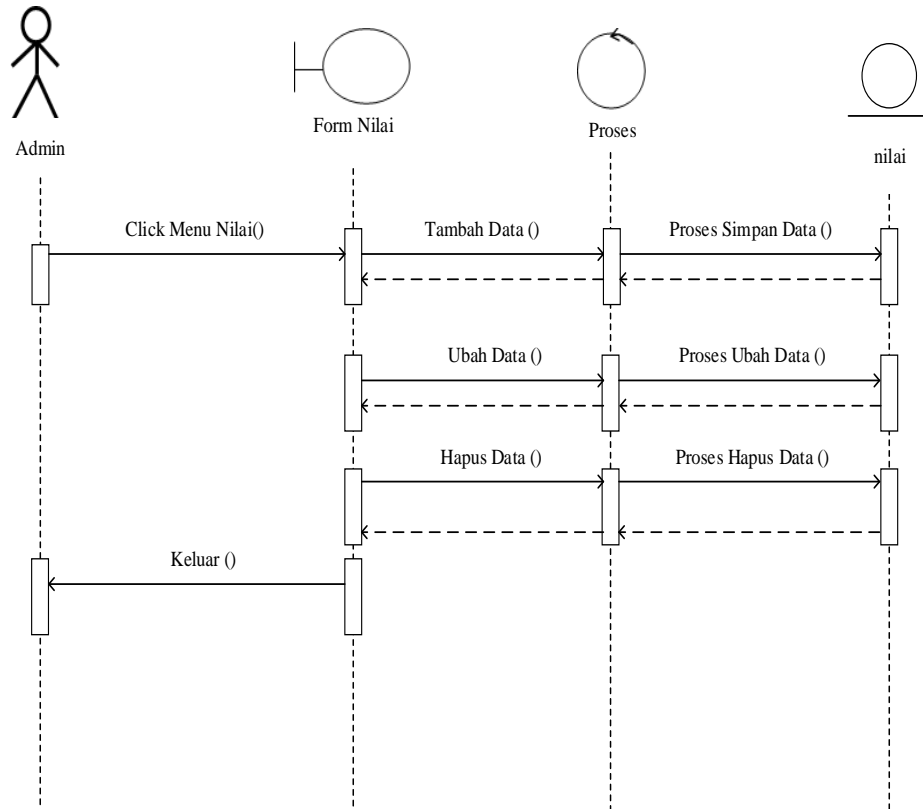 Admin
Form Nilai
Proses
nilai
Click Menu Nilai()
Tambah Data ()
Proses Simpan Data ()
Ubah Data ()
Proses Ubah Data ()
Hapus Data ()
Proses Hapus Data ()
Keluar ()